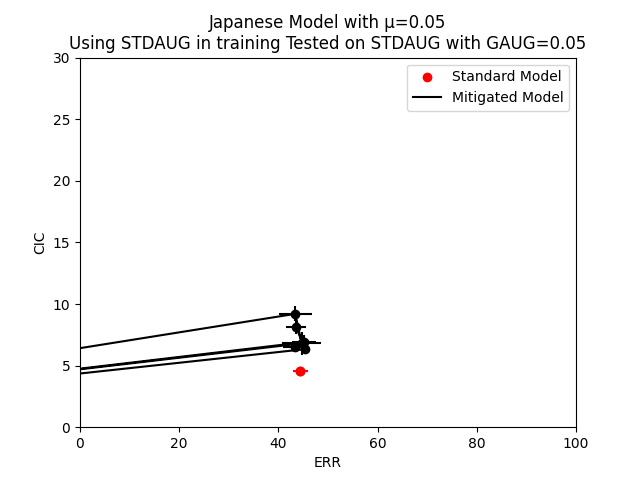 Japanese Model with μ=0.05
Using STDAUG in training Tested on STDAUG with GAUG=0.05
Standard Model
Mitigated Model
30
25
20
15
10
5
0
CIC
0 20 40 60 80 100
ERR